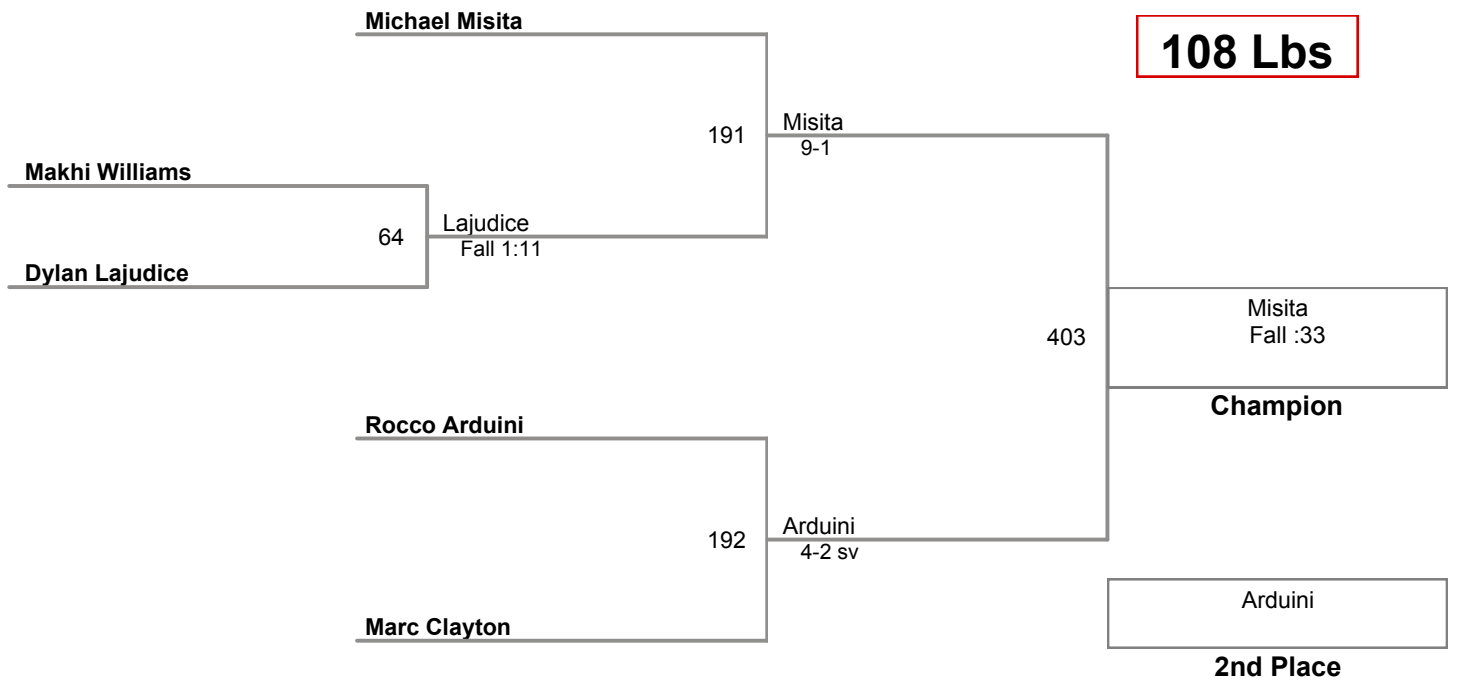 Michael Misita
108 Lbs
191
Misita
9-1
Makhi Williams
64
Lajudice
Fall 1:11
Dylan Lajudice
403
Misita
Fall :33
Champion
Rocco Arduini
192
Arduini
4-2 sv
Marc Clayton
Arduini
2nd Place